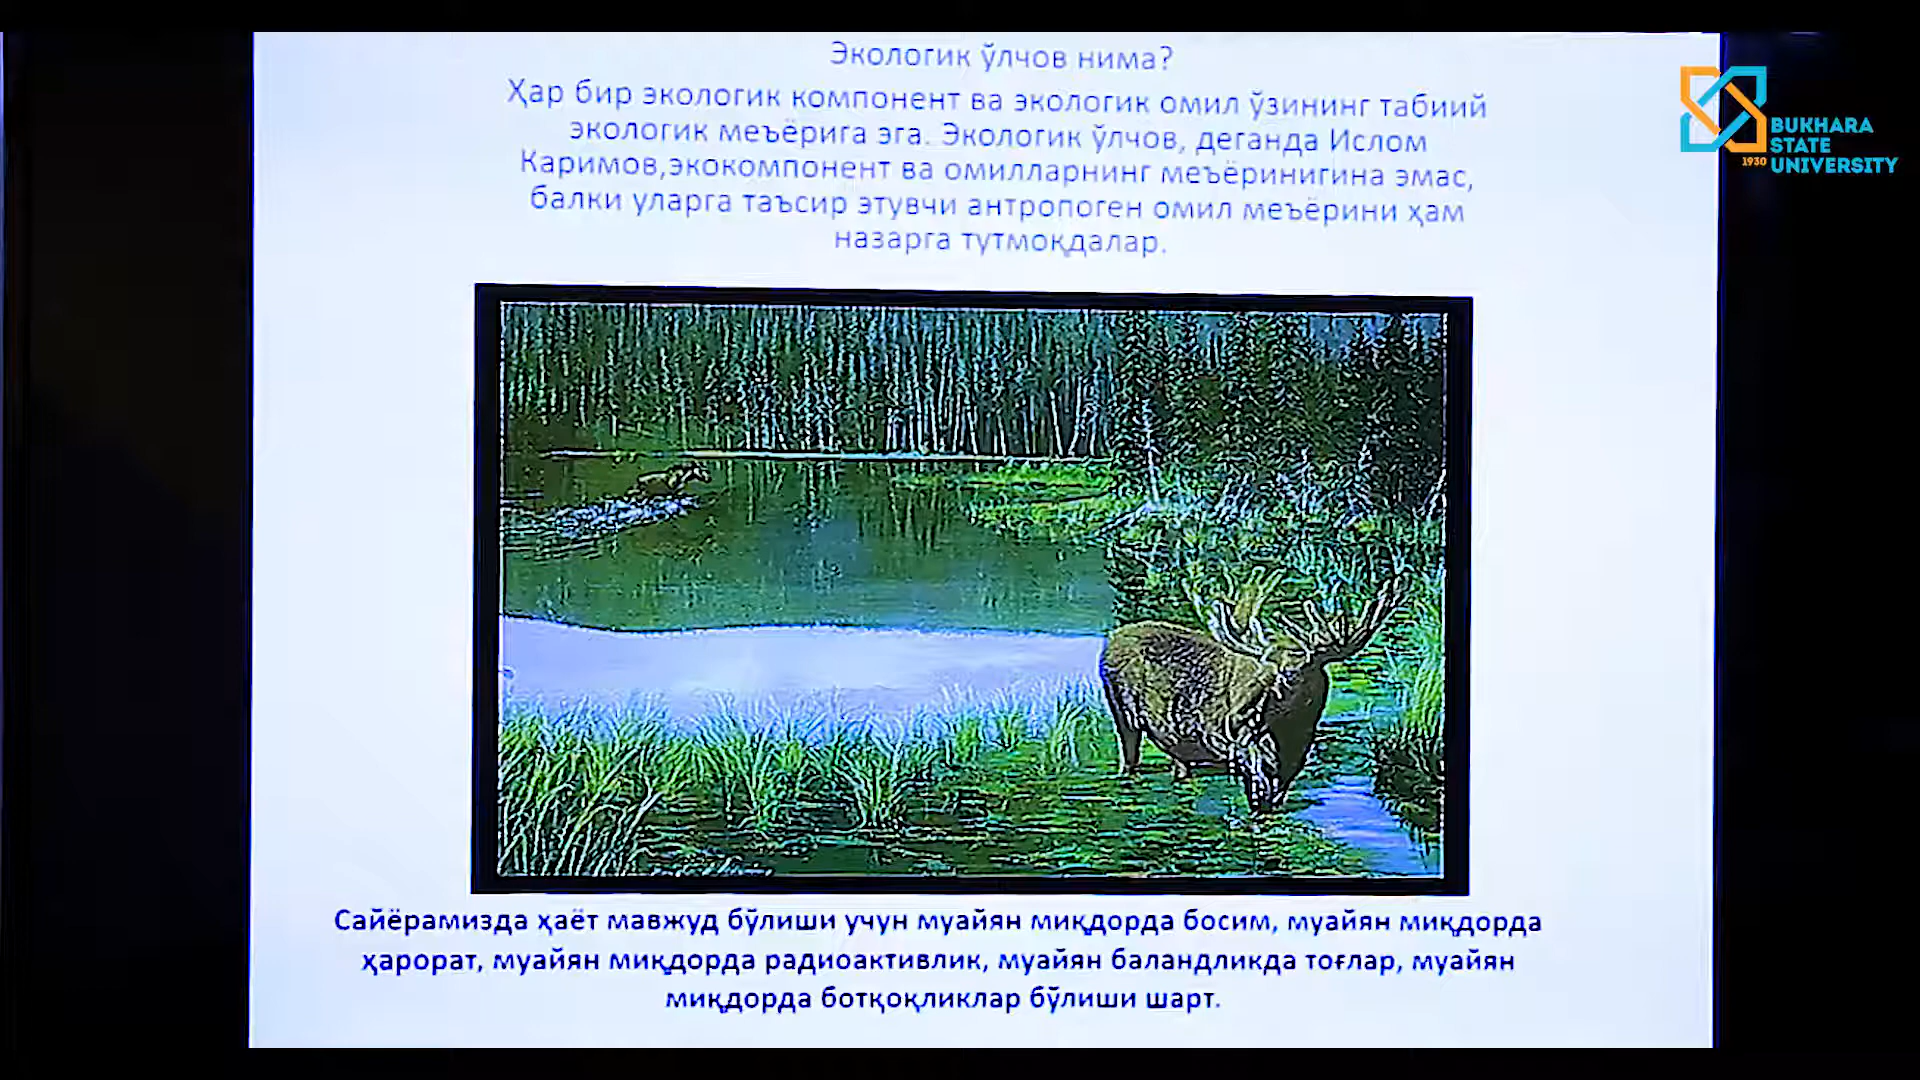 Экологик ўлчов нима?
Ҳар бир экологик компонент ва экологик омил ўзининг табиий
экологик меъёрига эга. Экологик ўлчов, деганда Ислом
Каримов,экокомпонент ва омилларнинг меъёринигина эмас,
балки уларга таъсир этувчи антропоген омил меъёрини ҳам
назарга тутмоқдалар.
Сайёрамизда ҳаёт мавжуд бўлиши учун муайян миқдорда босим, муайян миқдорда
ҳарорат, муайян миқдорда радиоактивлик, муайян баландликда тоғлар, муайян
миқдорда ботқоқликлар бўлиши шарт.
BUKHARA
STATE
1930 UNIVERSITY